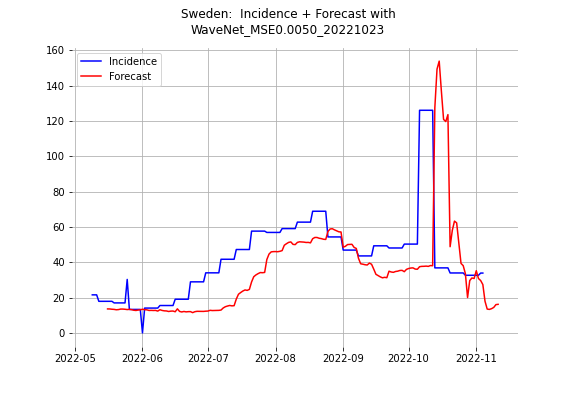 Sweden: Incidence + Forecast with
WaveNet_MSE0.0050_20221023
Incidence
Forecast
160
140
120
100
80
60
40
20
0
2022-05 2022-06 2022-07 2022-08 2022-09 2022-10 2022-11